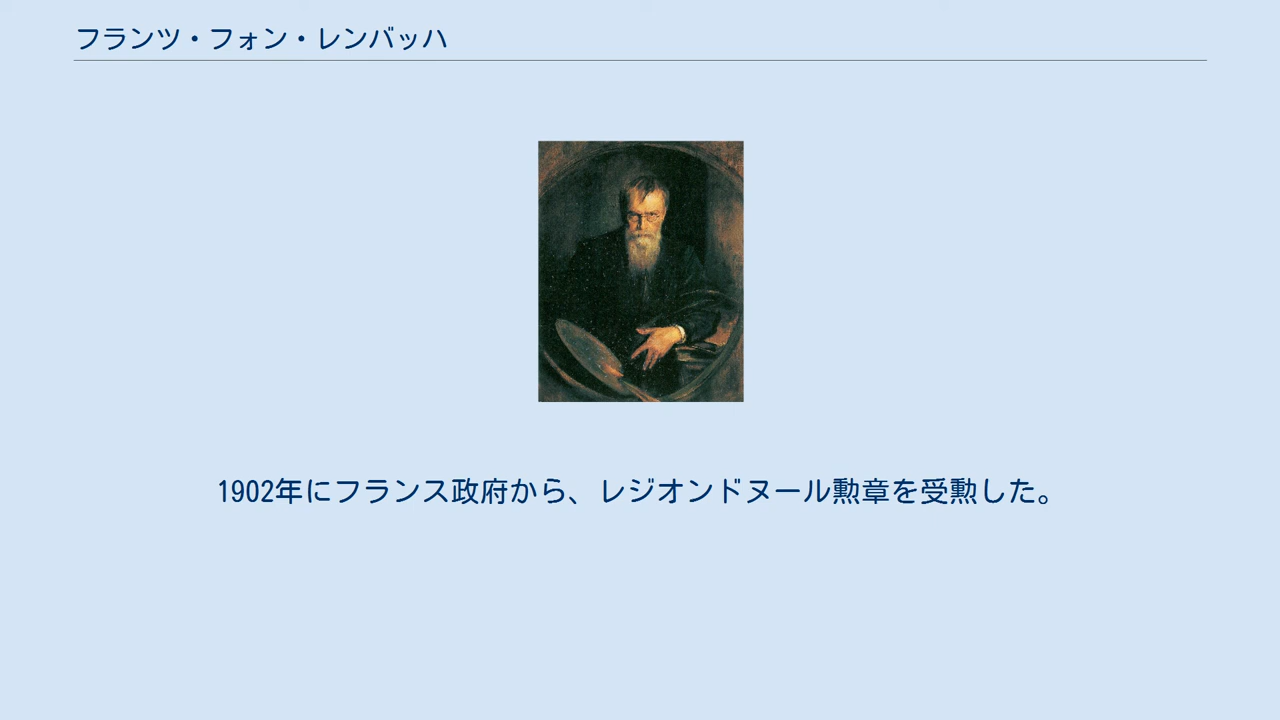 フランツ・フォン・レンバッハ
1902年にフランス政府から、レジオンドヌール勲章を受勲した。